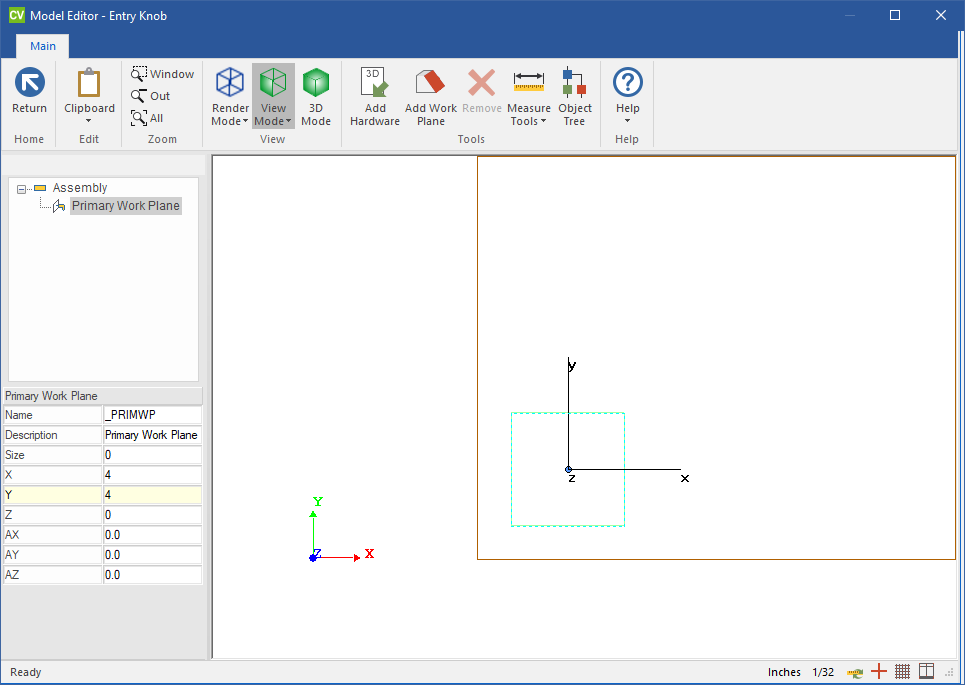 CV Model Editor - Entry Knob
Main
Return
Clipboard
Window
Out
All
Render Mode
View Mode
3D Mode
3D
Add Hardware
Add Work Plane
Remove
Measure Tools
Object Tree
Help
Home
Edit
Zoom
View
Tools
Help
Assembly
Primary Work Plane
Primary Work Plane
Name _PRIMWP
Description Primary Work Plane
Size 0
X 4
Y 4
Z 0
AX 0.0
AY 0.0
AZ 0.0
y
z
x
Y
Z
X
Ready
Inches 1/32